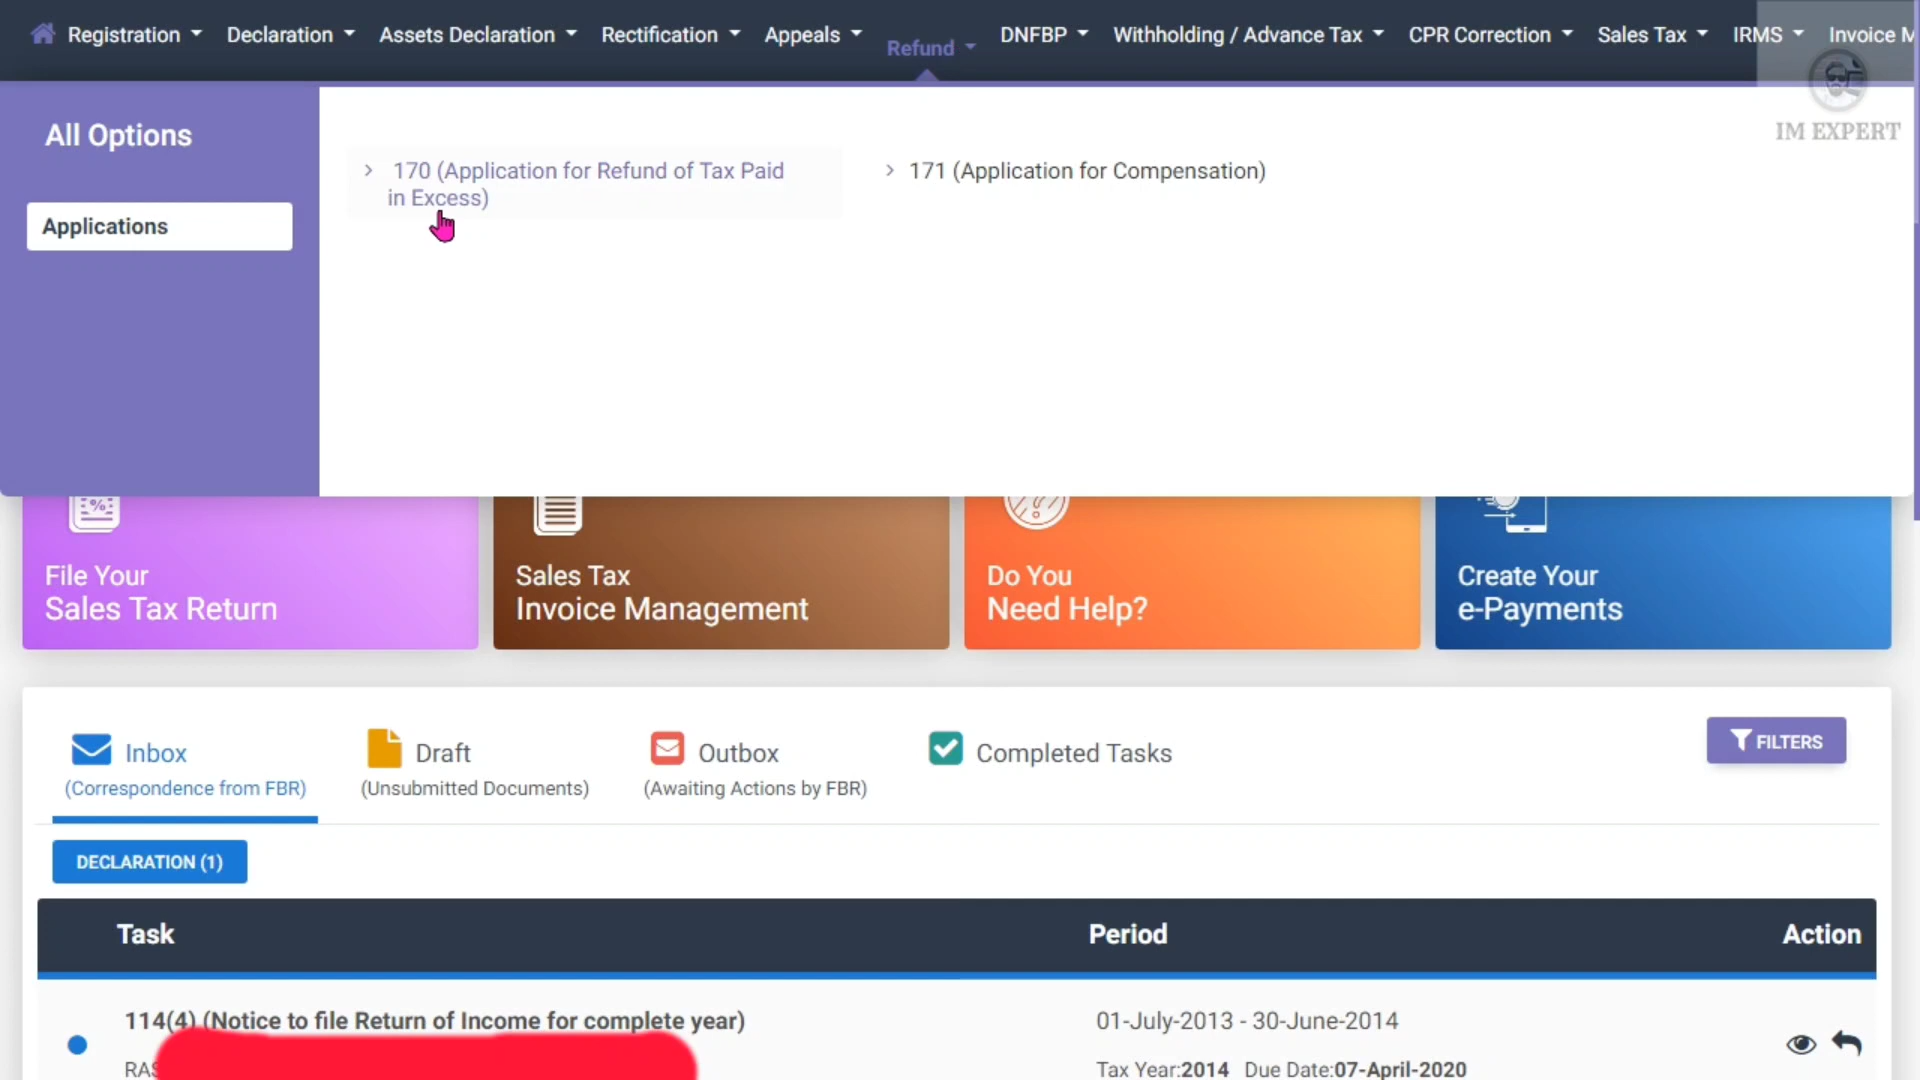 Registration Declaration Assets Declaration Rectification Appeals Refund DNFBP Withholding / Advance Tax CPR Correction Sales Tax IRMS Invoice M
IM EXPERT
All Options
Applications
170 (Application for Refund of Tax Paid
in Excess)
171 (Application for Compensation)
File Your
Sales Tax Return
Sales Tax
Invoice Management
Do You
Need Help?
Create Your
e-Payments
Inbox
(Correspondence from FBR)
Draft
(Unsubmitted Documents)
Outbox
(Awaiting Actions by FBR)
Completed Tasks
FILTERS
DECLARATION (1)
Task Period Action
114(4) (Notice to file Return of Income for complete year)
01-July-2013 - 30-June-2014
RAS
Tax Year:2014 Due Date:07-April-2020